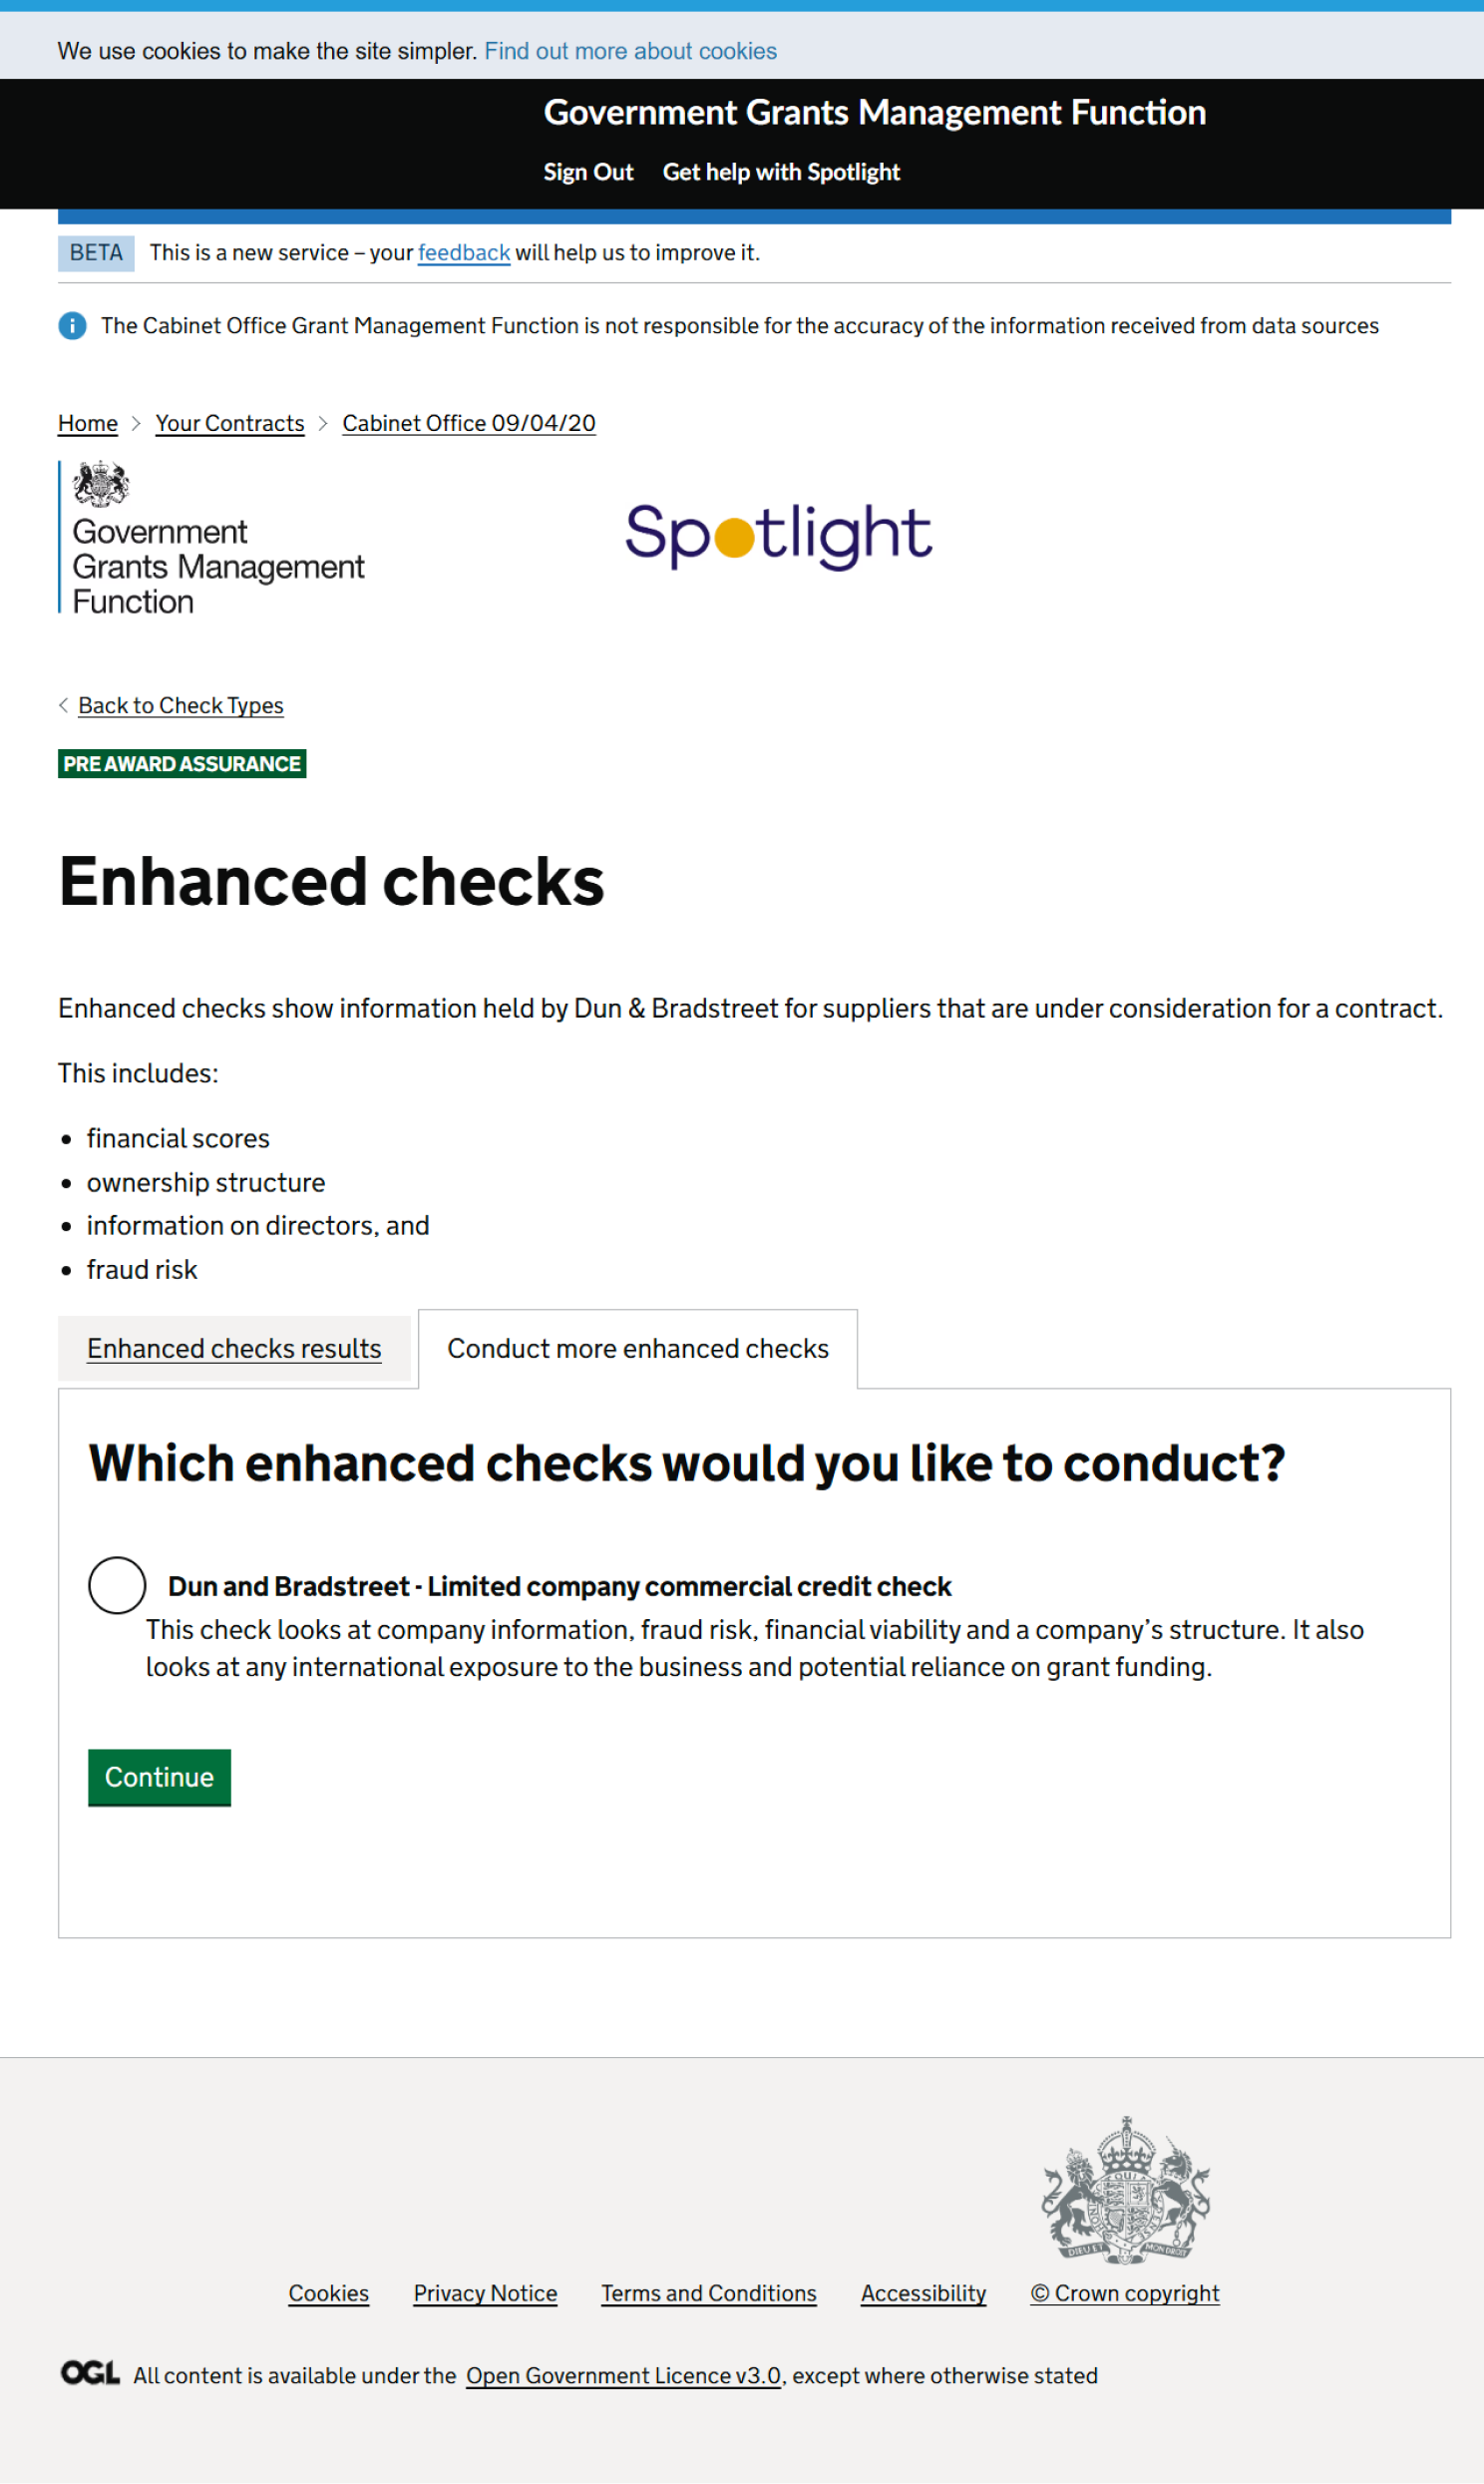 We use cookies to make the site simpler. Find out more about cookies
Government Grants Management Function
Sign Out Get help with Spotlight
BETA This is a new service – your feedback will help us to improve it.
The Cabinet Office Grant Management Function is not responsible for the accuracy of the information received from data sources
Home > Your Contracts > Cabinet Office 09/04/20
Government
Grants Management
Function
Spotlight
< Back to Check Types
PRE AWARD ASSURANCE
Enhanced checks
Enhanced checks show information held by Dun & Bradstreet for suppliers that are under consideration for a contract.
This includes:
• financial scores
• ownership structure
• information on directors, and
• fraud risk
Enhanced checks results Conduct more enhanced checks
Which enhanced checks would you like to conduct?
Dun and Bradstreet - Limited company commercial credit check
This check looks at company information, fraud risk, financial viability and a company’s structure. It also
looks at any international exposure to the business and potential reliance on grant funding.
Continue
DIEU ET MON DROIT
Cookies Privacy Notice Terms and Conditions Accessibility © Crown copyright
OGL All content is available under the Open Government Licence v3.0, except where otherwise stated